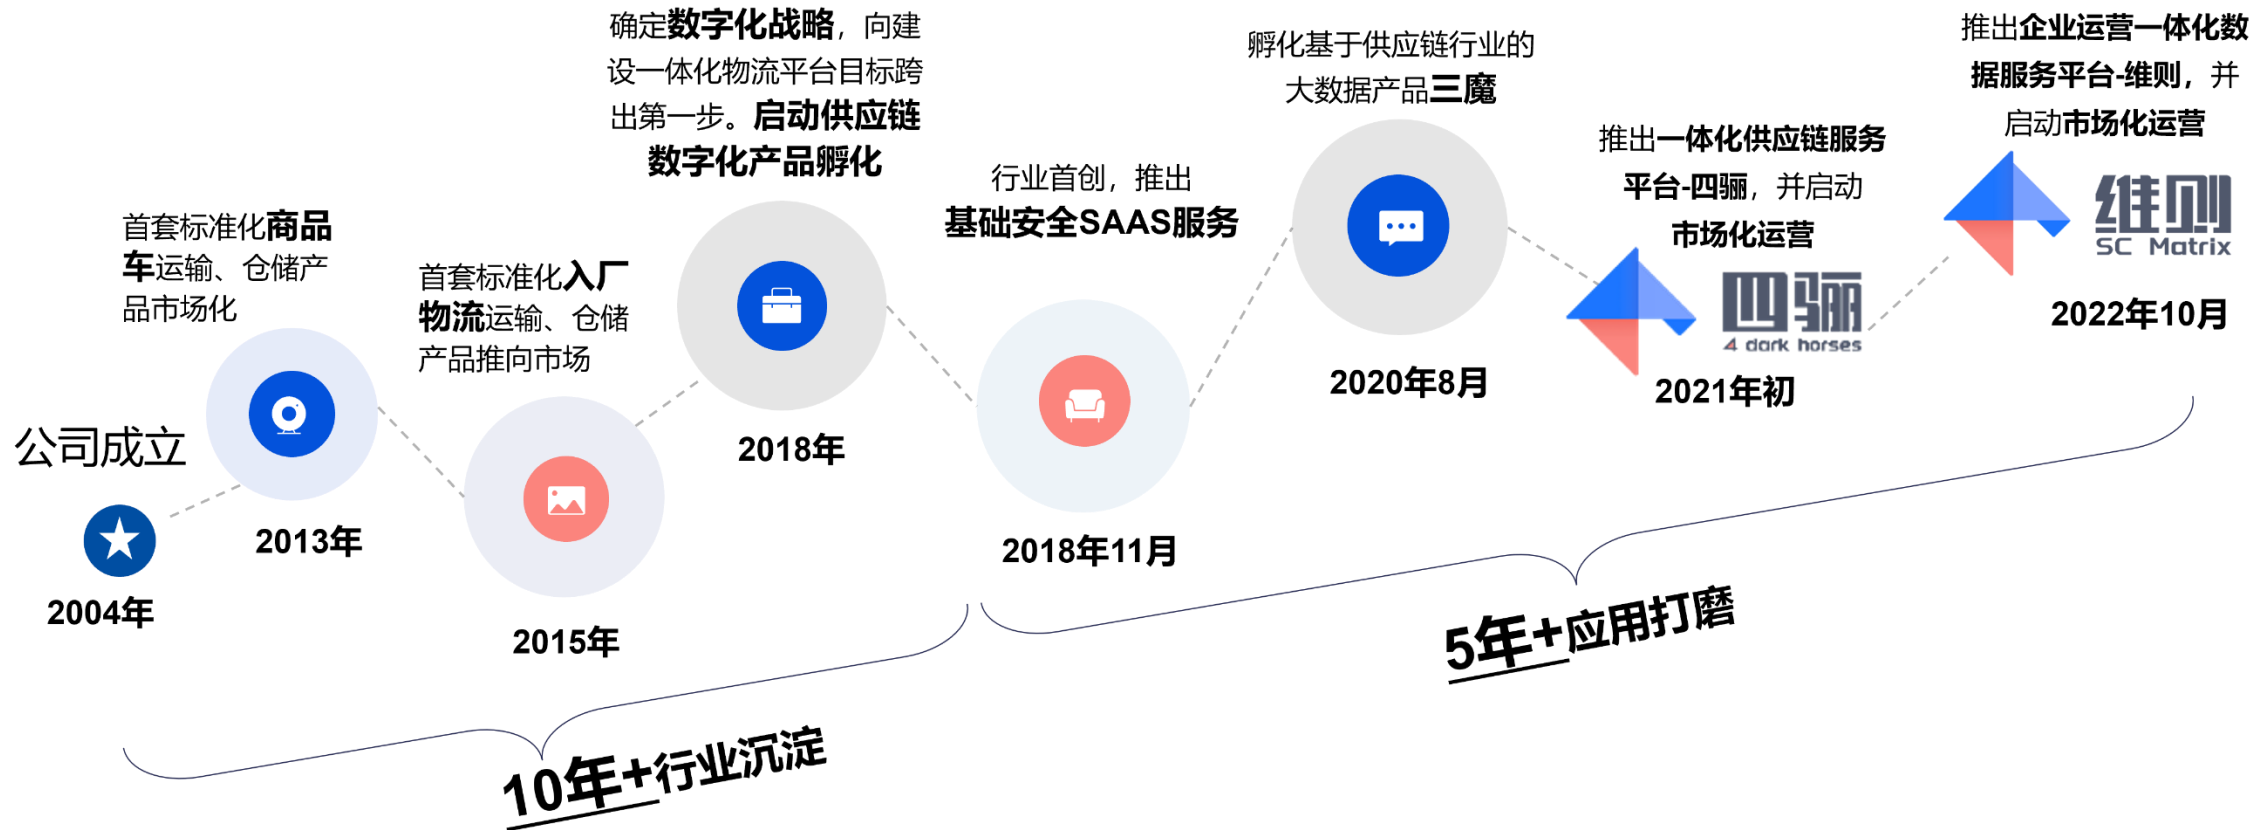 公司成立
2004年
首套标准化商品
车运输、仓储产
品市场化
2013年
首套标准化入厂
物流运输、仓储
产品推向市场
2015年
确定数字化战略，向建
设一体化物流平台目标跨
出第一步。启动供应链
数字化产品孵化
2018年
行业首创，推出
基础安全SAAS服务
2018年11月
孵化基于供应链行业的
大数据产品三魔
2020年8月
推出一体化供应链服务
平台-四骊，并启动
市场化运营
四骊
4 dark horses
2021年初
推出企业运营一体化数
据服务平台-维则，并
启动市场化运营
维则
SC Matrix
2022年10月
10年+行业沉淀
5年+应用打磨